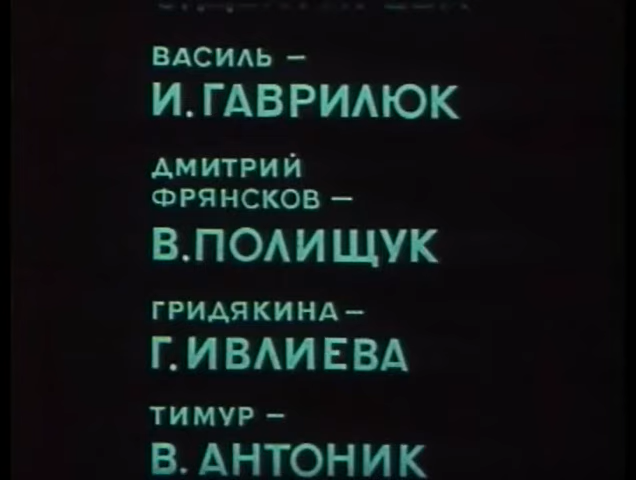 ВАСИЛЬ –
И. ГАВРИЛЮК
ДМИТРИЙ
ФРЯНСКОВ –
В. ПОЛИЩУК
ГРИДЯКИНА –
Г. ИВЛИЕВА
ТИМУР –
В. АНТОНИК